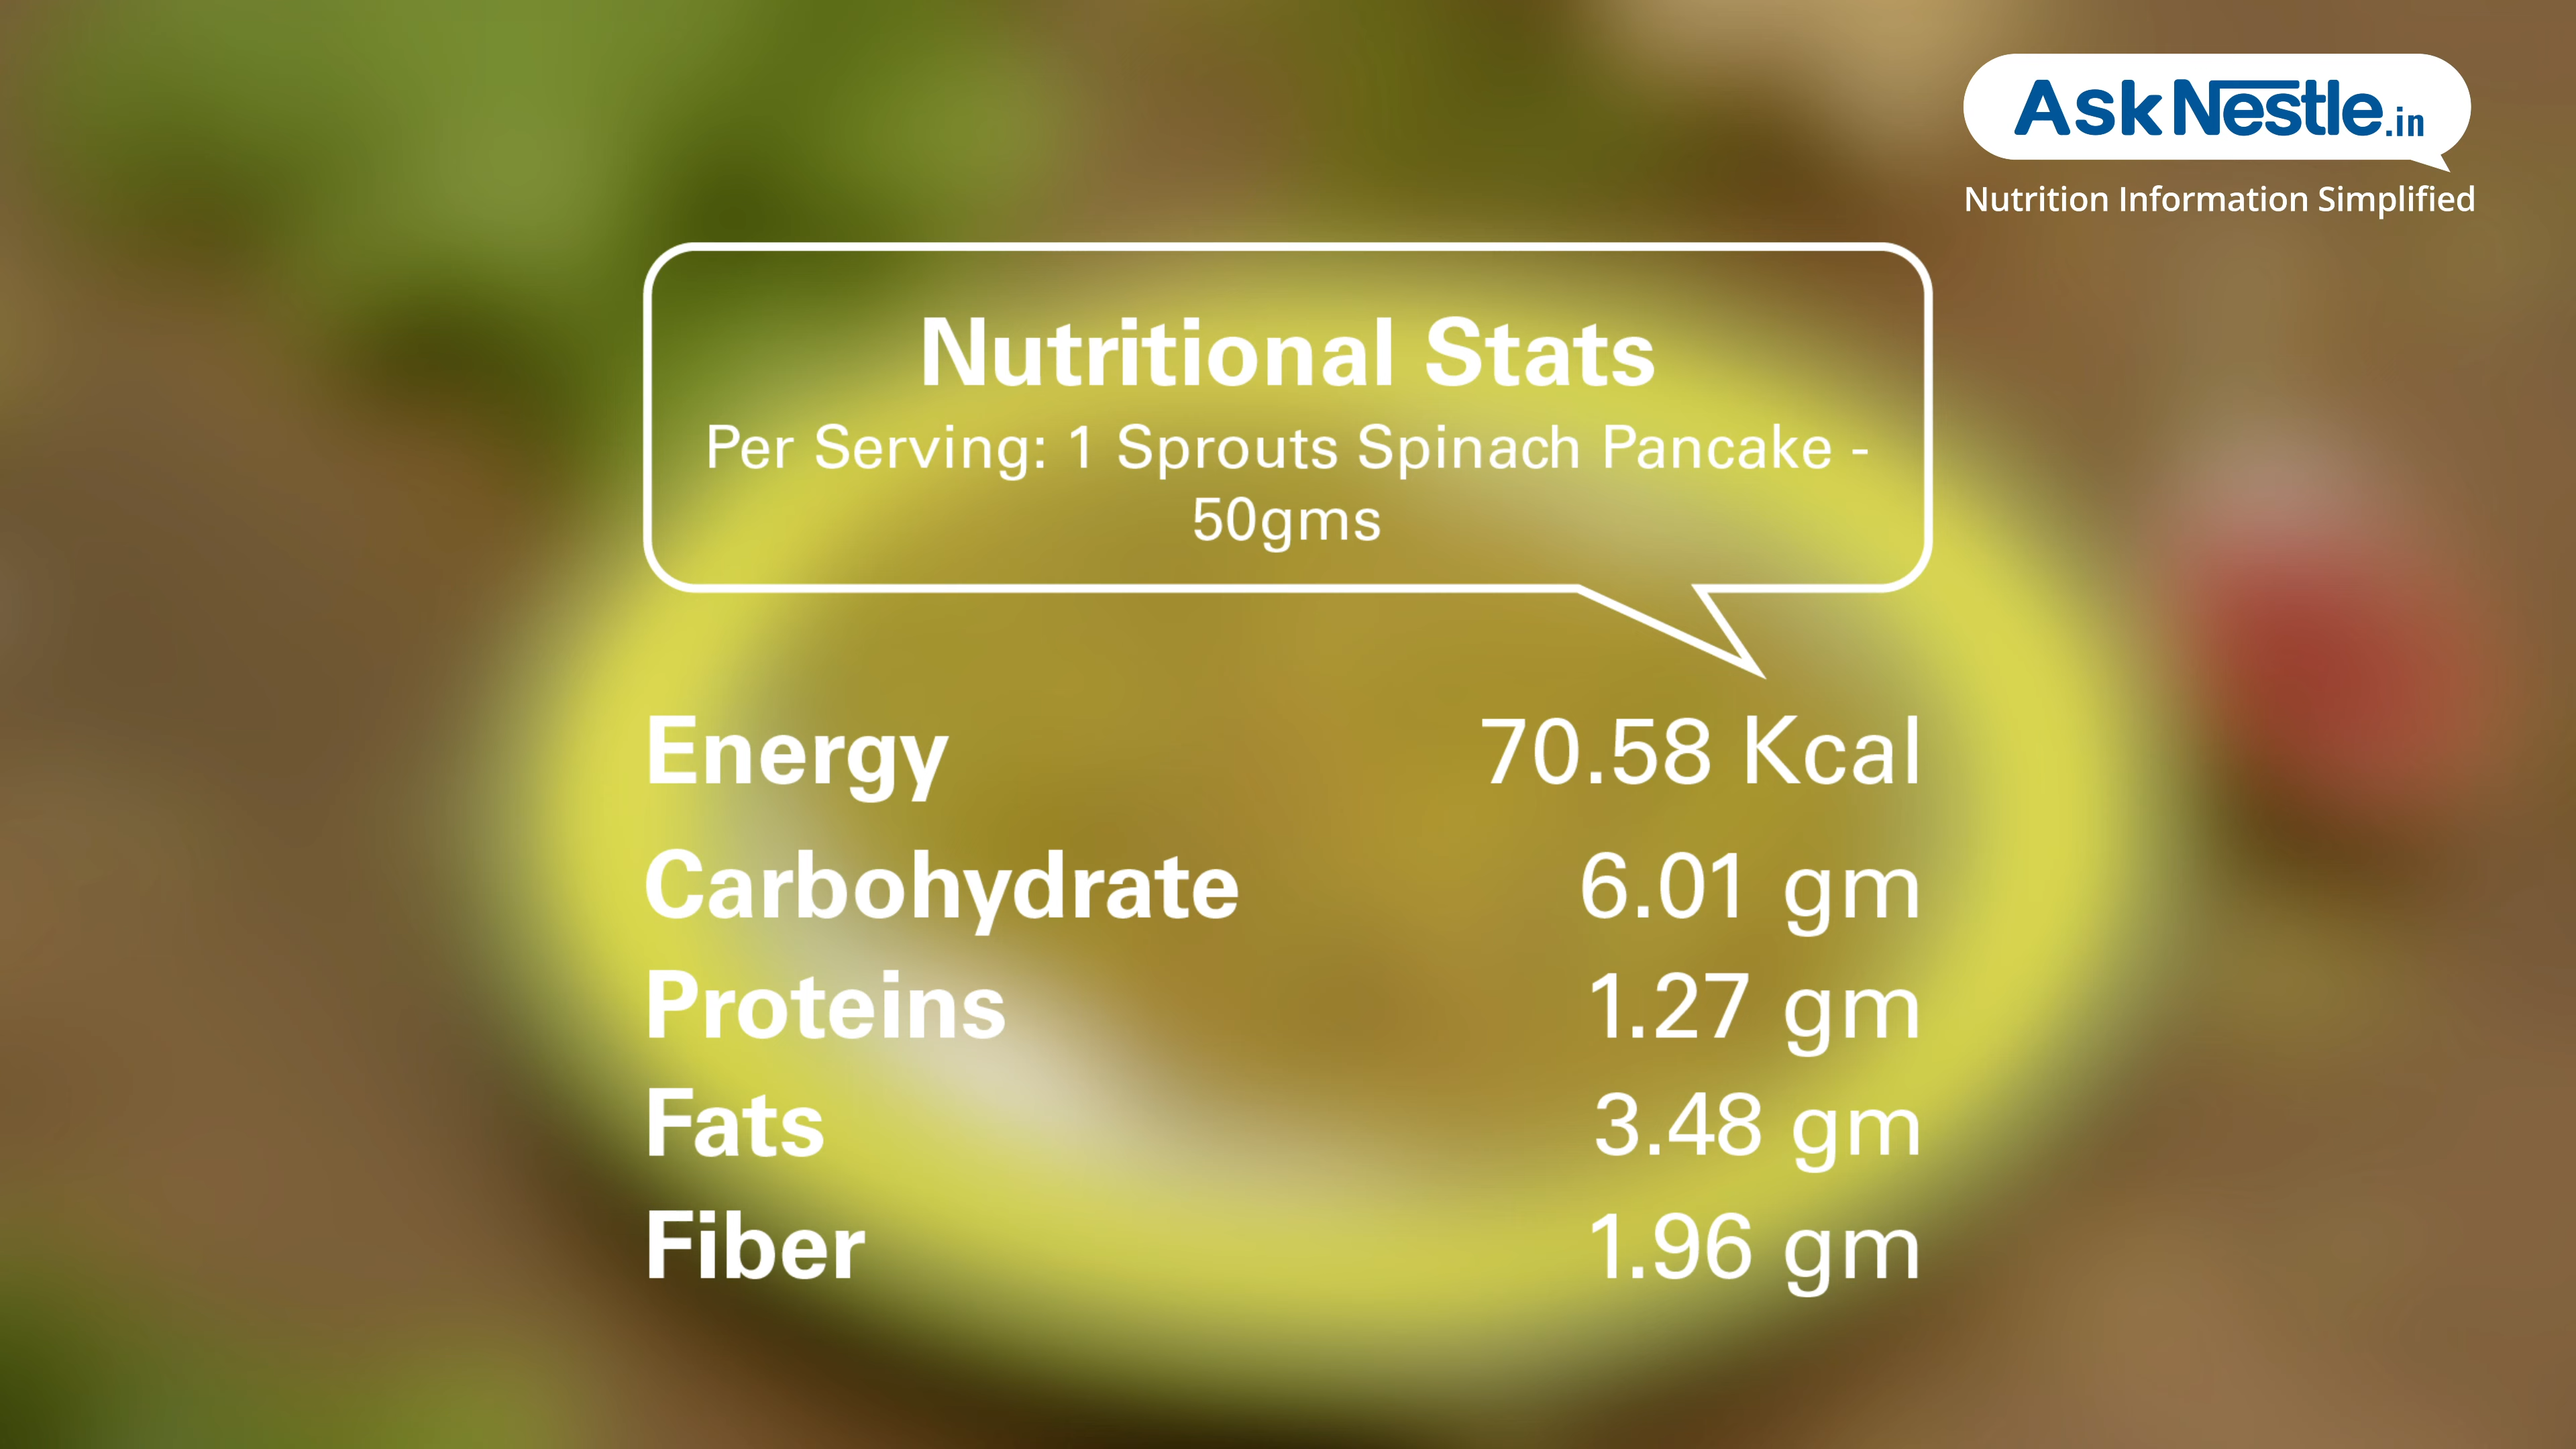 AskNestle.in
Nutrition Information Simplified
Nutritional Stats
Per Serving: 1 Sprouts Spinach Pancake -
50gms
Energy 70.58 Kcal
Carbohydrate 6.01 gm
Proteins 1.27 gm
Fats 3.48 gm
Fiber 1.96 gm